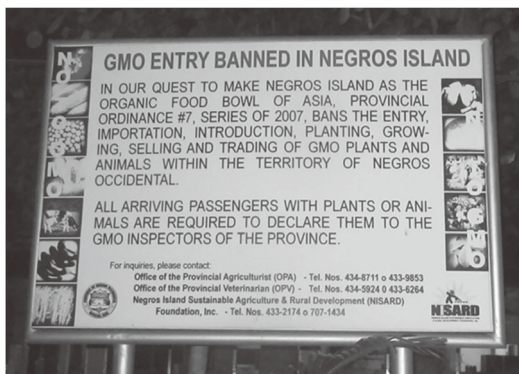 GMO ENTRY BANNED IN NEGROS ISLAND
IN OUR QUEST TO MAKE NEGROS ISLAND AS THE
ORGANIC FOOD BOWL OF ASIA, PROVINCIAL
ORDINANCE #7, SERIES OF 2007, BANS THE ENTRY,
IMPORTATION, INTRODUCTION, PLANTING, GROW-
ING, SELLING AND TRADING OF GMO PLANTS AND
ANIMALS WITHIN THE TERRITORY OF NEGROS
OCCIDENTAL.
ALL ARRIVING PASSENGERS WITH PLANTS OR ANI-
MALS ARE REQUIRED TO DECLARE THEM TO THE
GMO INSPECTORS OF THE PROVINCE.
For inquiries, please contact:
Office of the Provincial Agriculturist (OPA) - Tel. Nos. 434-8711 o 433-9853
Office of the Provincial Veterinarian (OPV) - Tel. Nos. 434-5924 0 433-6264
Negros Island Sustainable Agriculture & Rural Development (NISARD)
Foundation, Inc. - Tel. Nos. 433-2174 o 707-1434
NISARD